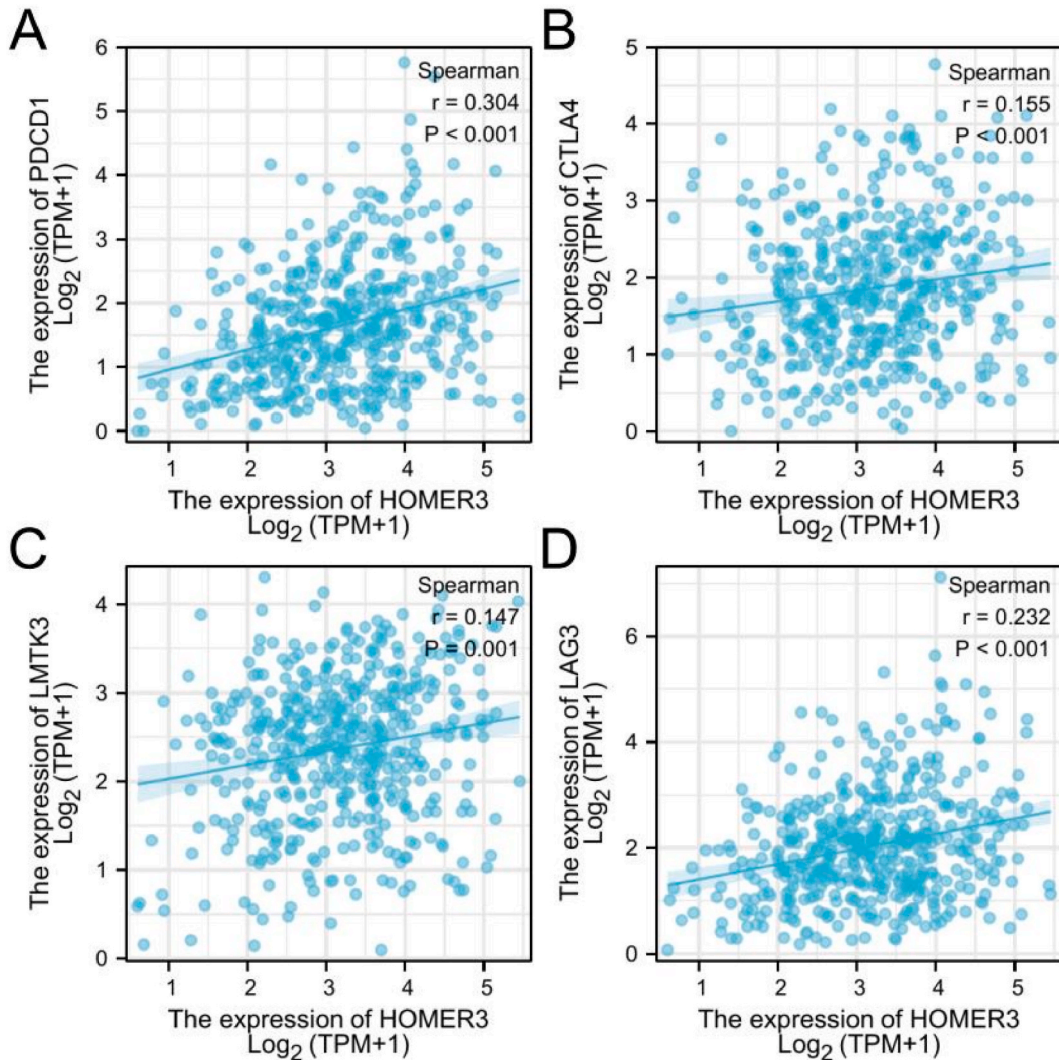 A
The expression of PDCD1
Log2 (TPM+1)
6
5
4
3
2
1
0
Spearman
r = 0.304
P < 0.001
1 2 3 4 5
The expression of HOMER3
Log2 (TPM+1)
B
The expression of CTLA4
Log2 (TPM+1)
5
4
3
2
1
0
Spearman
r = 0.155
P < 0.001
1 2 3 4 5
The expression of HOMER3
Log2 (TPM+1)
C
The expression of LMTK3
Log2 (TPM+1)
4
3
2
1
0
Spearman
r = 0.147
P = 0.001
1 2 3 4 5
The expression of HOMER3
Log2 (TPM+1)
D
The expression of LAG3
Log2 (TPM+1)
6
4
2
0
Spearman
r = 0.232
P < 0.001
1 2 3 4 5
The expression of HOMER3
Log2 (TPM+1)